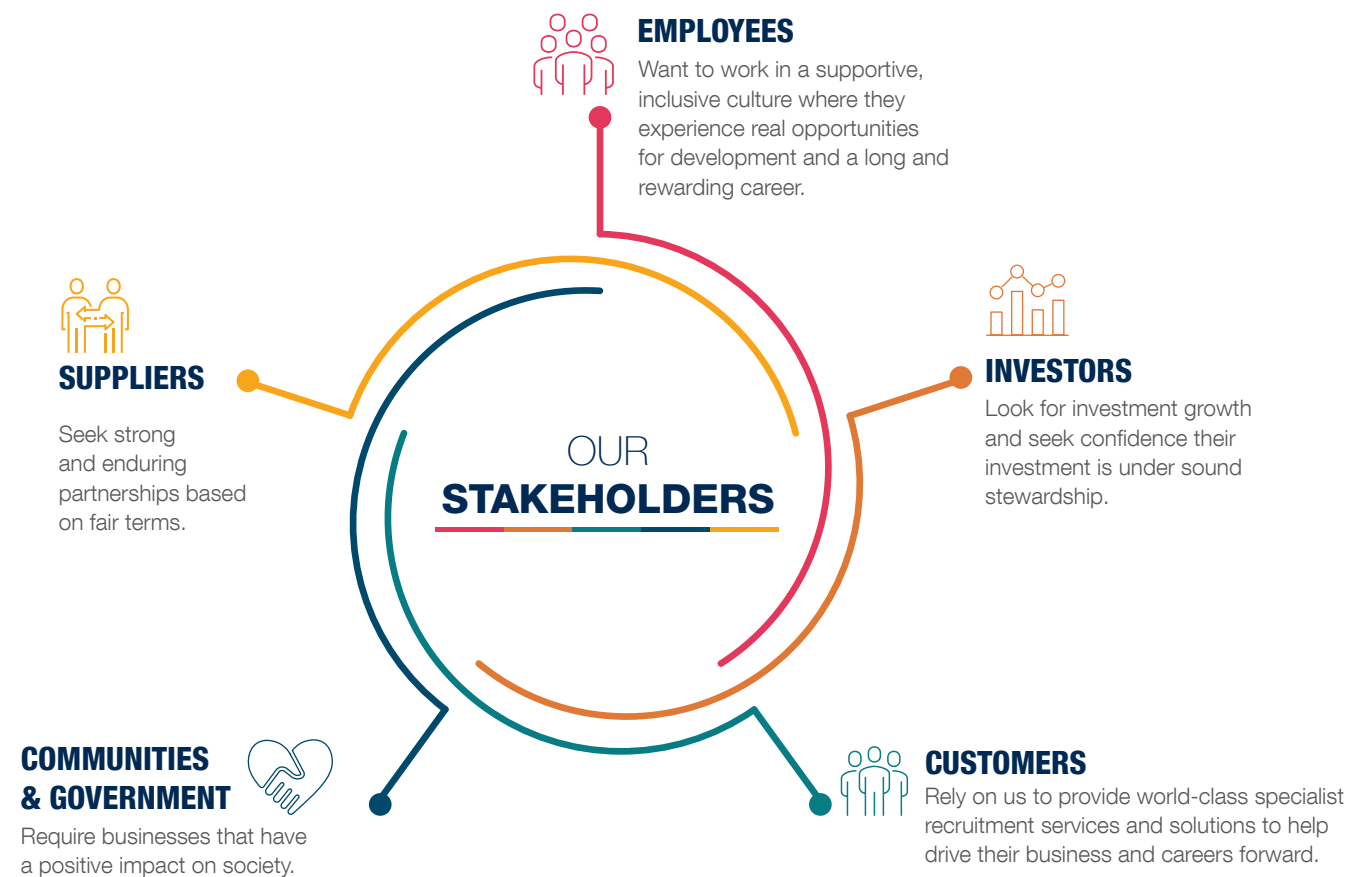 EMPLOYEES
Want to work in a supportive,
inclusive culture where they
experience real opportunities
for development and a long and
rewarding career.
SUPPLIERS
Seek strong
and enduring
partnerships based
on fair terms.
OUR
STAKEHOLDERS
INVESTORS
Look for investment growth
and seek confidence their
investment is under sound
stewardship.
COMMUNITIES
& GOVERNMENT
Require businesses that have
a positive impact on society.
CUSTOMERS
Rely on us to provide world-class specialist
recruitment services and solutions to help
drive their business and careers forward.